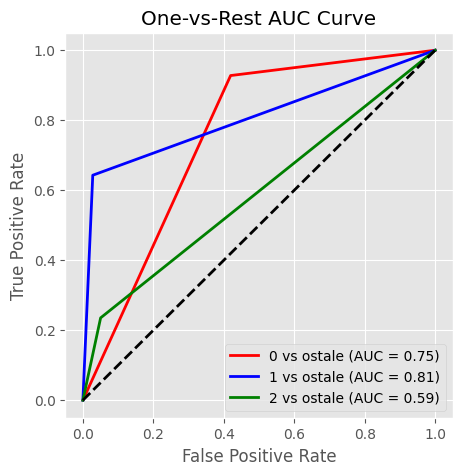 One-vs-Rest AUC Curve
True Positive Rate
1.0
0.8
0.6
0.4
0.2
0.0
0 vs ostale (AUC = 0.75)
1 vs ostale (AUC = 0.81)
2 vs ostale (AUC = 0.59)
0.0 0.2 0.4 0.6 0.8 1.0
False Positive Rate